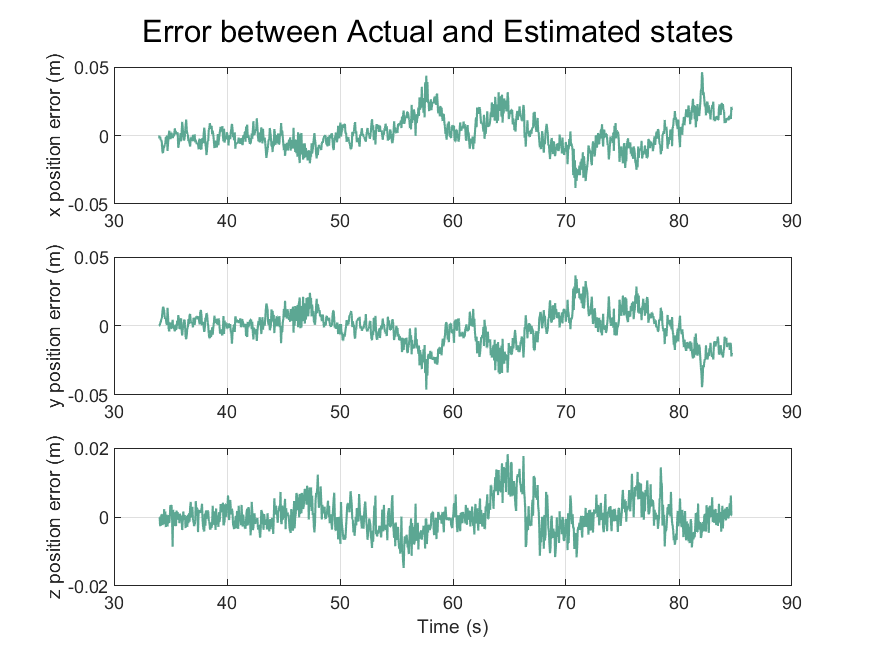 Error between Actual and Estimated states
x position error (m)
0.05
0
-0.05
30 40 50 60 70 80 90
y position error (m)
0.05
0
-0.05
30 40 50 60 70 80 90
z position error (m)
0.02
0
-0.02
30 40 50 60 70 80 90
Time (s)